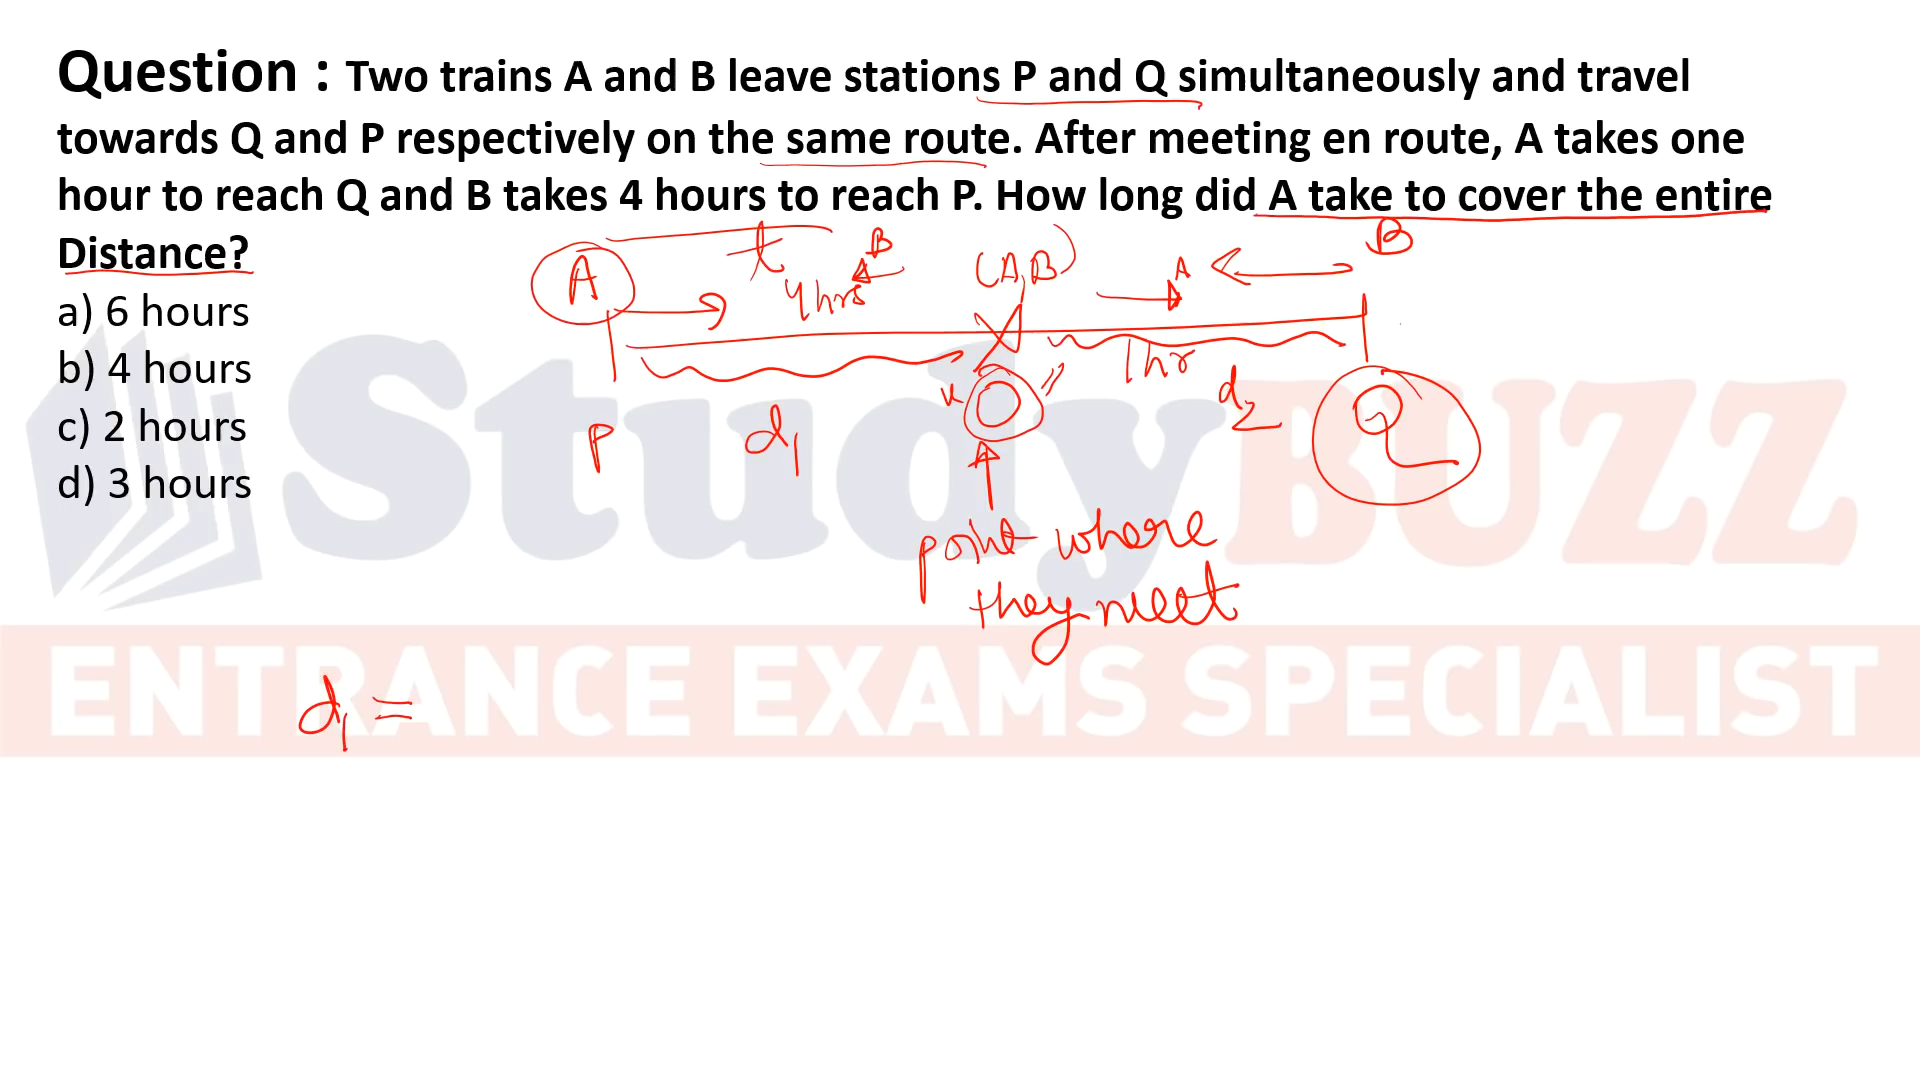 Question : Two trains A and B leave stations P and Q simultaneously and travel
towards Q and P respectively on the same route. After meeting en route, A takes one
hour to reach Q and B takes 4 hours to reach P. How long did A take to cover the entire
Distance?
a) 6 hours
b) 4 hours
c) 2 hours
d) 3 hours
A t B (A,B) A B
4hrs
1hr
P d1 O d2 Q
point where
they meet
d1 =
StudyBUZZ
ENTRANCE EXAMS SPECIALIST